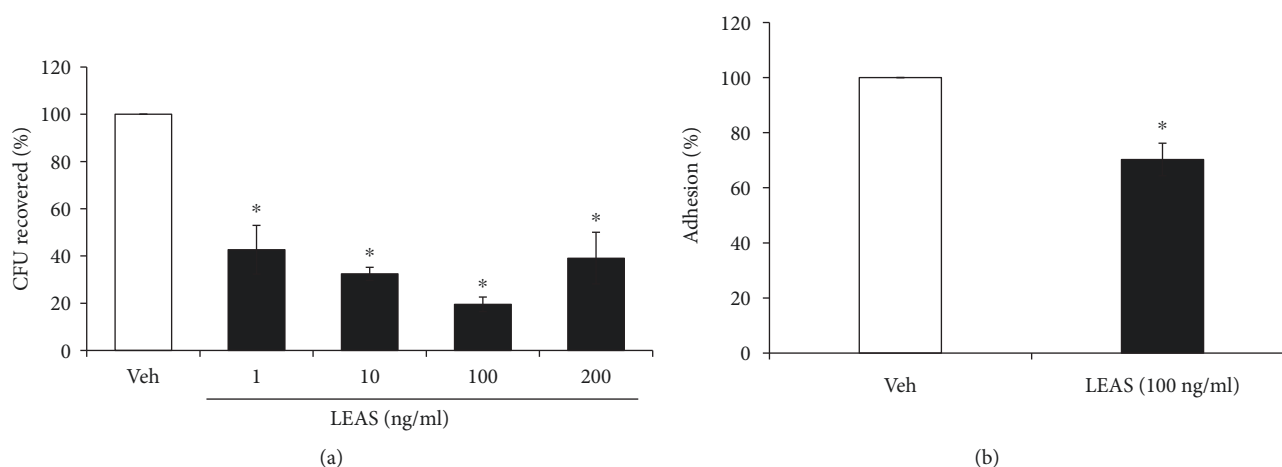 120
100
80
60
40
20
0
CFU recovered (%)
*
*
*
*
Veh
1
10
100
200
LEAS (ng/ml)
(a)
120
100
80
60
40
20
0
Adhesion (%)
*
Veh
LEAS (100 ng/ml)
(b)